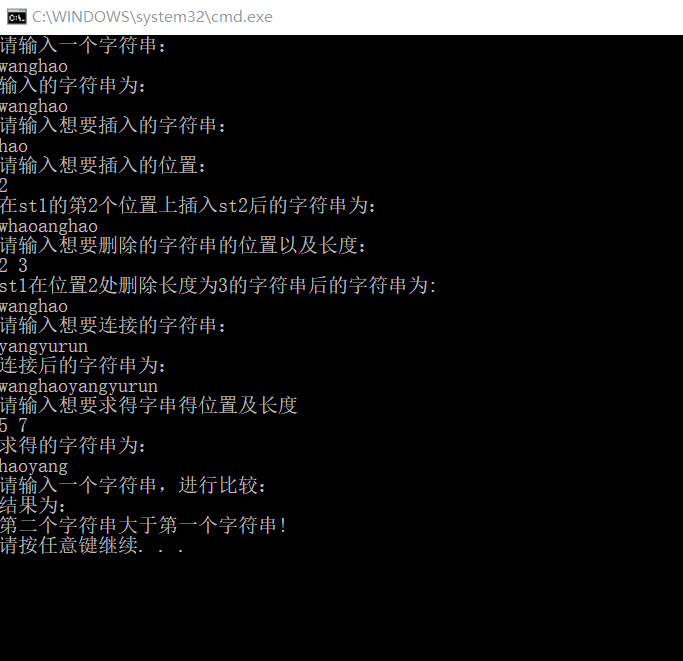 C:\WINDOWS\system32\cmd.exe
请输入一个字符串:
wanghao
输入的字符串为:
wanghao
请输入想要插入的字符串:
hao
请输入想要插入的位置:
2
在st1的第2个位置上插入st2后的字符串为:
whaoanghao
请输入想要删除的字符串的位置以及长度:
2 3
st1在位置2处删除长度为3的字符串后的字符串为:
wanghao
请输入想要连接的字符串:
yangyurun
连接后的字符串为:
wanghaoyangyurun
请输入想要求得字串得位置及长度
5 7
求得的字符串为:
haoyang
请输入一个字符串，进行比较:
结果为:
第二个字符串大于第一个字符串!
请按任意键继续. . .